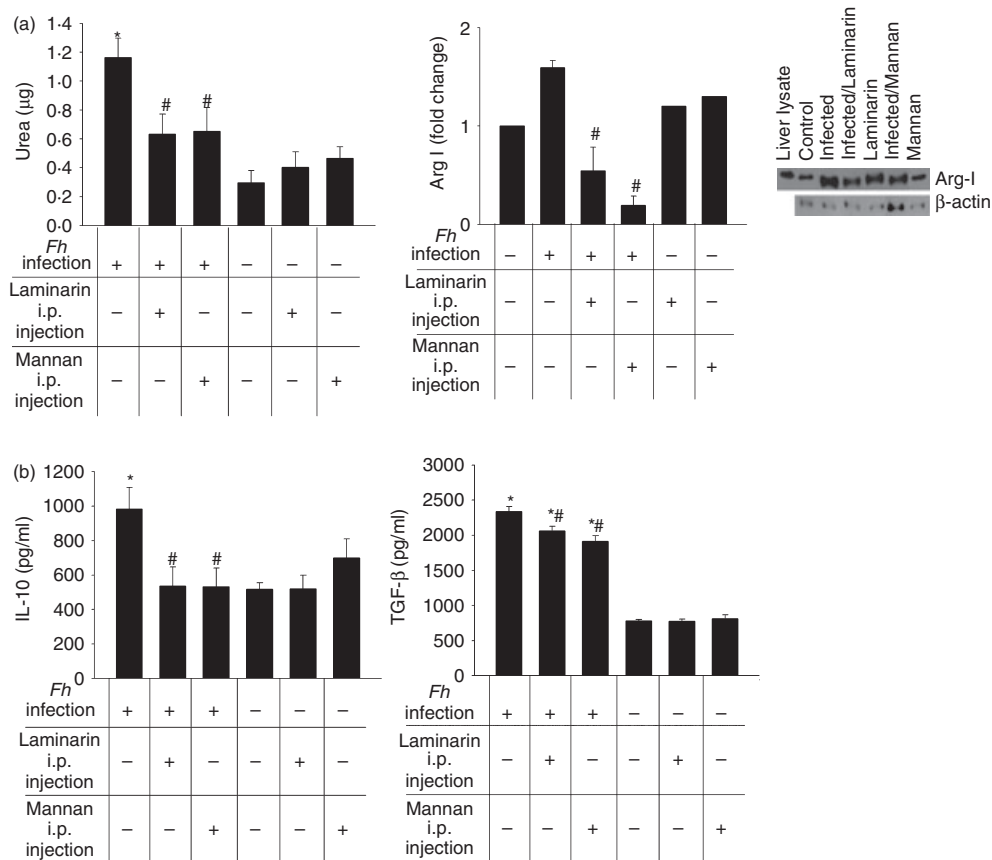 (a)
1·4
1·2
1·0
0·8
0·6
0·4
0·2
0·0
Urea (μg)
*
#
#
Fh
infection
+ + + – – –
Laminarin
i.p.
injection
– + – – + –
Mannan
i.p.
injection
– – + – – +
2
1
0
Arg I (fold change)
#
#
Fh
infection
– + + + – –
Laminarin
i.p.
injection
– – + – + –
Mannan
i.p.
injection
– – – + – +
Liver lysate
Control
Infected
Infected/Laminarin
Laminarin
Infected/Mannan
Mannan
Arg-I
β-actin
(b)
1200
1000
800
600
400
200
0
IL-10 (pg/ml)
*
#
#
Fh
infection
+ + + – – –
Laminarin
i.p.
injection
– + – – + –
Mannan
i.p.
injection
– – + – – +
3000
2500
2000
1500
1000
500
0
TGF-β (pg/ml)
*
*#
*#
Fh
infection
+ + + – – –
Laminarin
i.p.
injection
– + – – + –
Mannan
i.p.
injection
– – + – – +